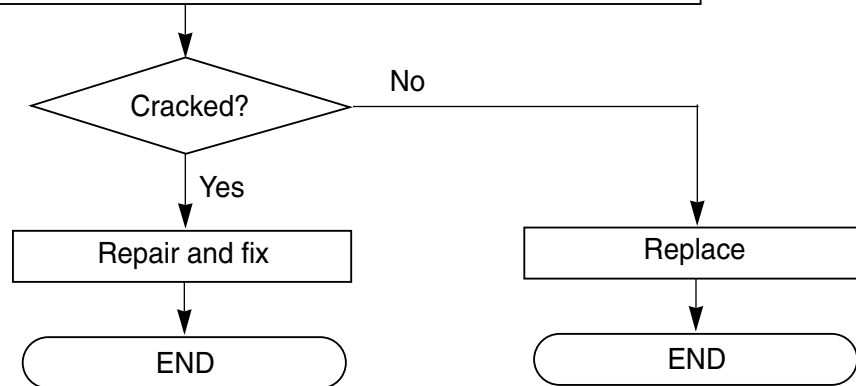 Cracked?
No
Yes
Repair and fix
Replace
END
END